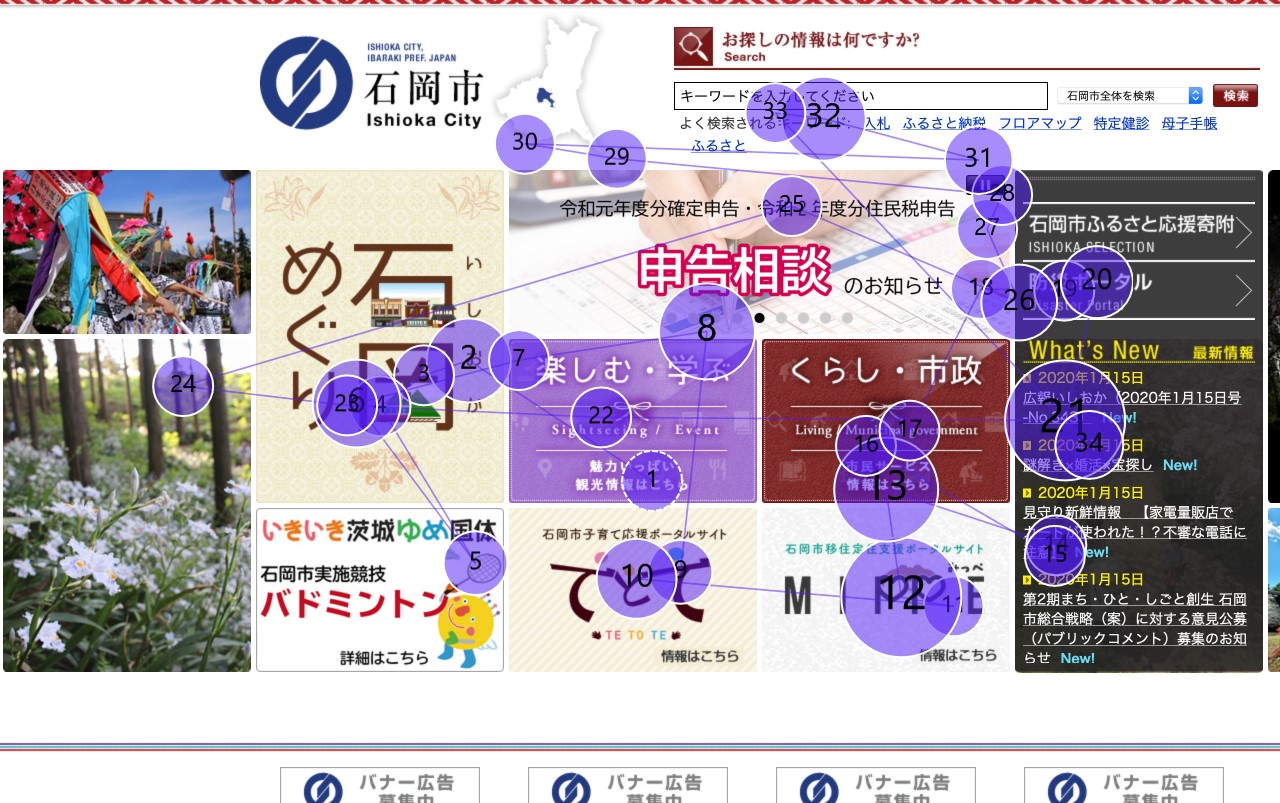 ISHIOKA CITY,
IBARAKI PREF. JAPAN
石岡市
Ishioka City
お探しの情報は何ですか?
Search
キーワードを入力してください
石岡市全体を検索
検索
よく検索されるキーワード: 入札 ふるさと納税 フロアマップ 特定健診 母子手帳
ふるさと
石岡
いしおか
めぐり
令和元年度分確定申告・令和2年度分住民税申告
申告相談
のお知らせ
石岡市ふるさと応援寄附
ISHIOKA SELECTION
防災ポータル
Disaster Portal
楽しむ・学ぶ
Sightseeing / Event
魅力いっぱい
観光情報はこちら
くらし・市政
Living / Municipal government
市民サービス
情報はこちら
What's New 最新情報
2020年1月15日
広報いしおか(2020年1月15日号
New!
2020年1月15日
謎解き×婚活×宝探し New!
2020年1月15日
見守り新鮮情報 【家電量販店で
が使われた!?不審な電話に
New!
2020年1月15日
第2期まち・ひと・しごと創生 石岡
市総合戦略(案)に対する意見公募
(パブリックコメント)募集のお知
らせ New!
いきいき茨城ゆめ国体
石岡市実施競技
バドミントン
詳細はこちら
石岡市子育て応援ポータルサイト
TE TO TE
情報はこちら
石岡市移住定住支援ポータルサイト
情報はこちら
バナー広告
募集中
バナー広告
募集中
バナー広告
募集中
バナー広告
募集中
1
2
3
4
5
7
8
9
10
11
12
13
15
16
17
18
19
20
21
22
23
24
25
26
27
28
29
30
31
32
33
34